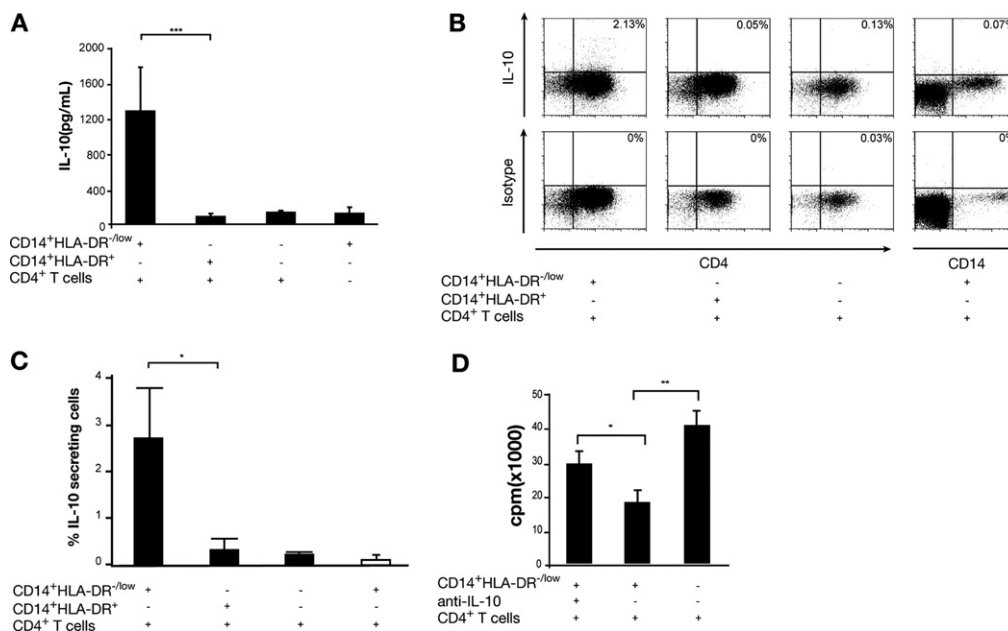 A
***
2000
1600
1200
800
400
0
IL-10(pg/mL)
CD14+HLA-DR-/low + - - +
CD14+HLA-DR+ - + - -
CD4+ T cells + + + -
B
2.13% 0.05% 0.13% 0.07%
IL-10
0% 0% 0.03% 0%
Isotype
CD4 CD14
CD14+HLA-DR-/low + - - +
CD14+HLA-DR+ - + - -
CD4+ T cells + + + +
C
*
4
3
2
1
0
% IL-10 secreting cells
CD14+HLA-DR-/low + - - +
CD14+HLA-DR+ - + - -
CD4+ T cells + + + +
D
**
*
50
40
30
20
10
0
cpm(x1000)
CD14+HLA-DR-/low + + -
anti-IL-10 + - -
CD4+ T cells + + +